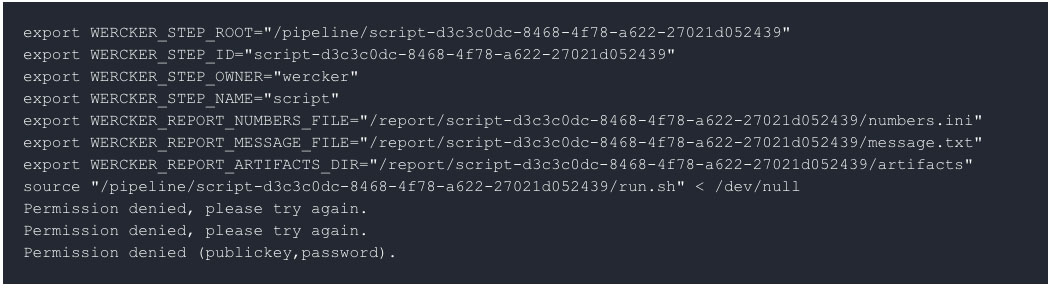 export WERCKER_STEP_ROOT="/pipeline/script-d3c3c0dc-8468-4f78-a622-27021d052439"
export WERCKER_STEP_ID="script-d3c3c0dc-8468-4f78-a622-27021d052439"
export WERCKER_STEP_OWNER="wercker"
export WERCKER_STEP_NAME="script"
export WERCKER_REPORT_NUMBERS_FILE="/report/script-d3c3c0dc-8468-4f78-a622-27021d052439/numbers.ini"
export WERCKER_REPORT_MESSAGE_FILE="/report/script-d3c3c0dc-8468-4f78-a622-27021d052439/message.txt"
export WERCKER_REPORT_ARTIFACTS_DIR="/report/script-d3c3c0dc-8468-4f78-a622-27021d052439/artifacts"
source "/pipeline/script-d3c3c0dc-8468-4f78-a622-27021d052439/run.sh" < /dev/null
Permission denied, please try again.
Permission denied, please try again.
Permission denied (publickey,password).